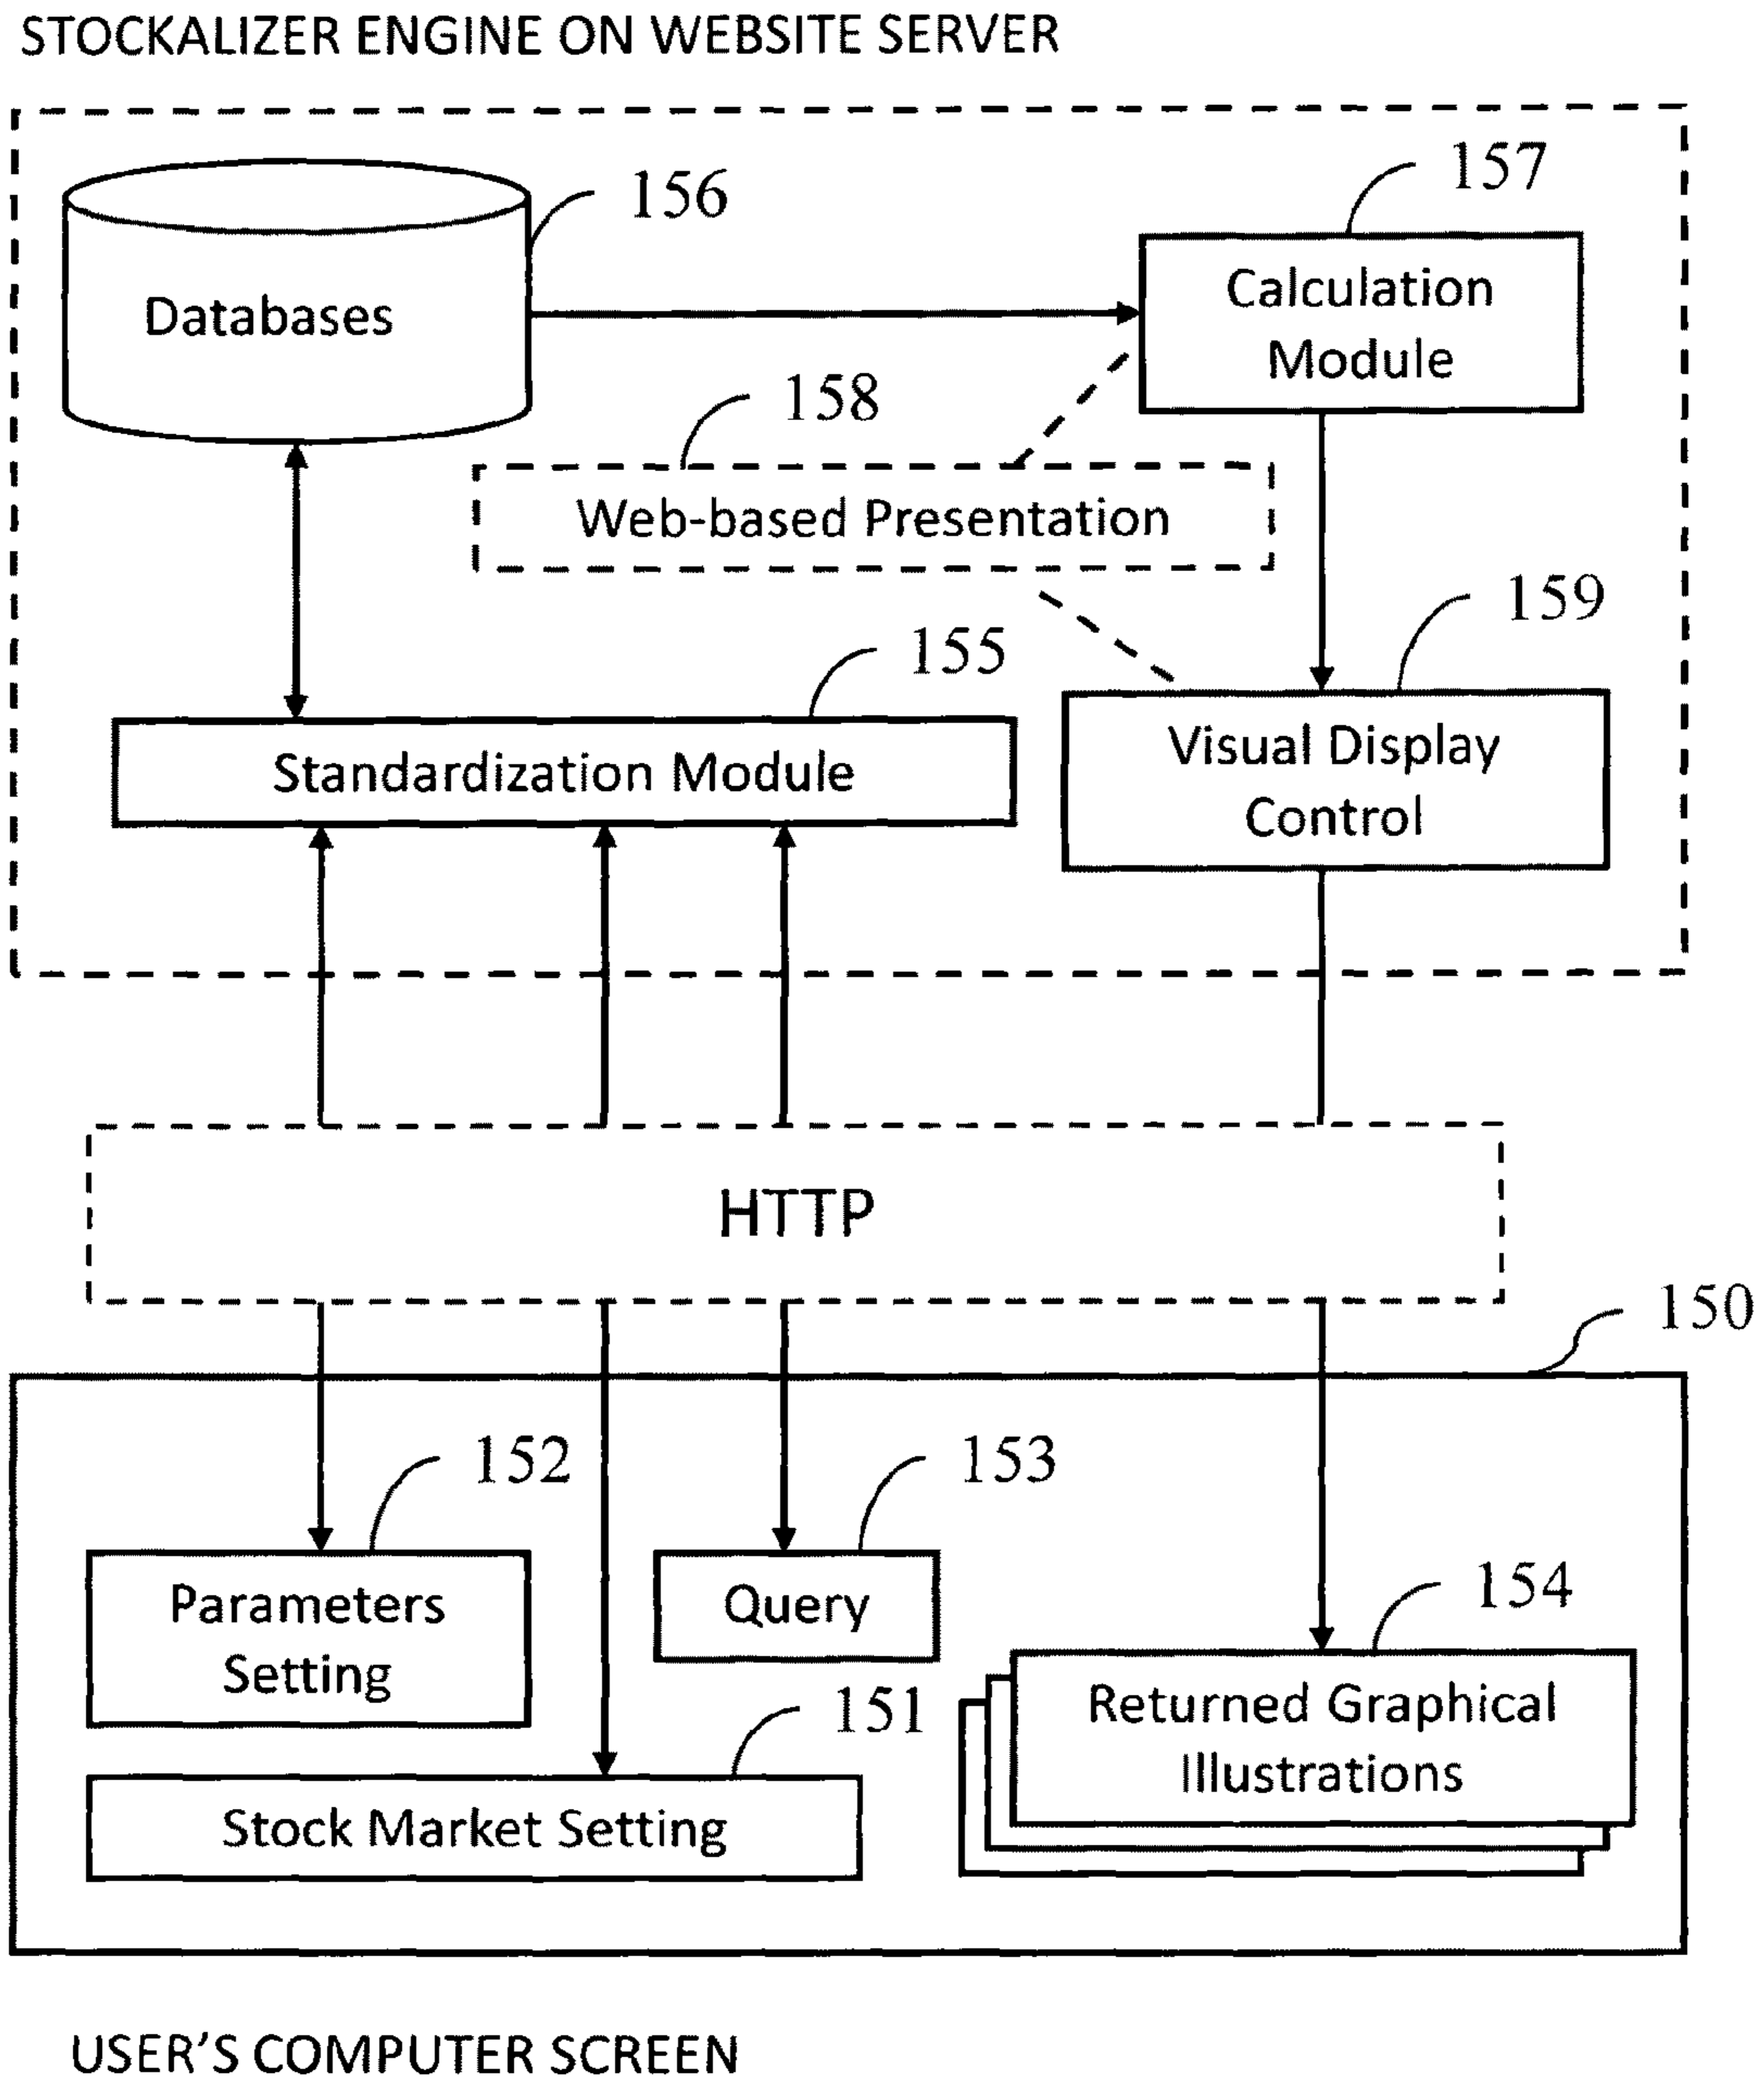 STOCKALIZER ENGINE ON WEBSITE SERVER
157
156
Calculation
Module
Databases
158
Web-based Presentation
159
155
Visual Display
Control
Standardization Module
HTTP
150
152
153
Parameters
Setting
Query
154
Returned Graphical
Illustrations
151
Stock Market Setting
USER'S COMPUTER SCREEN